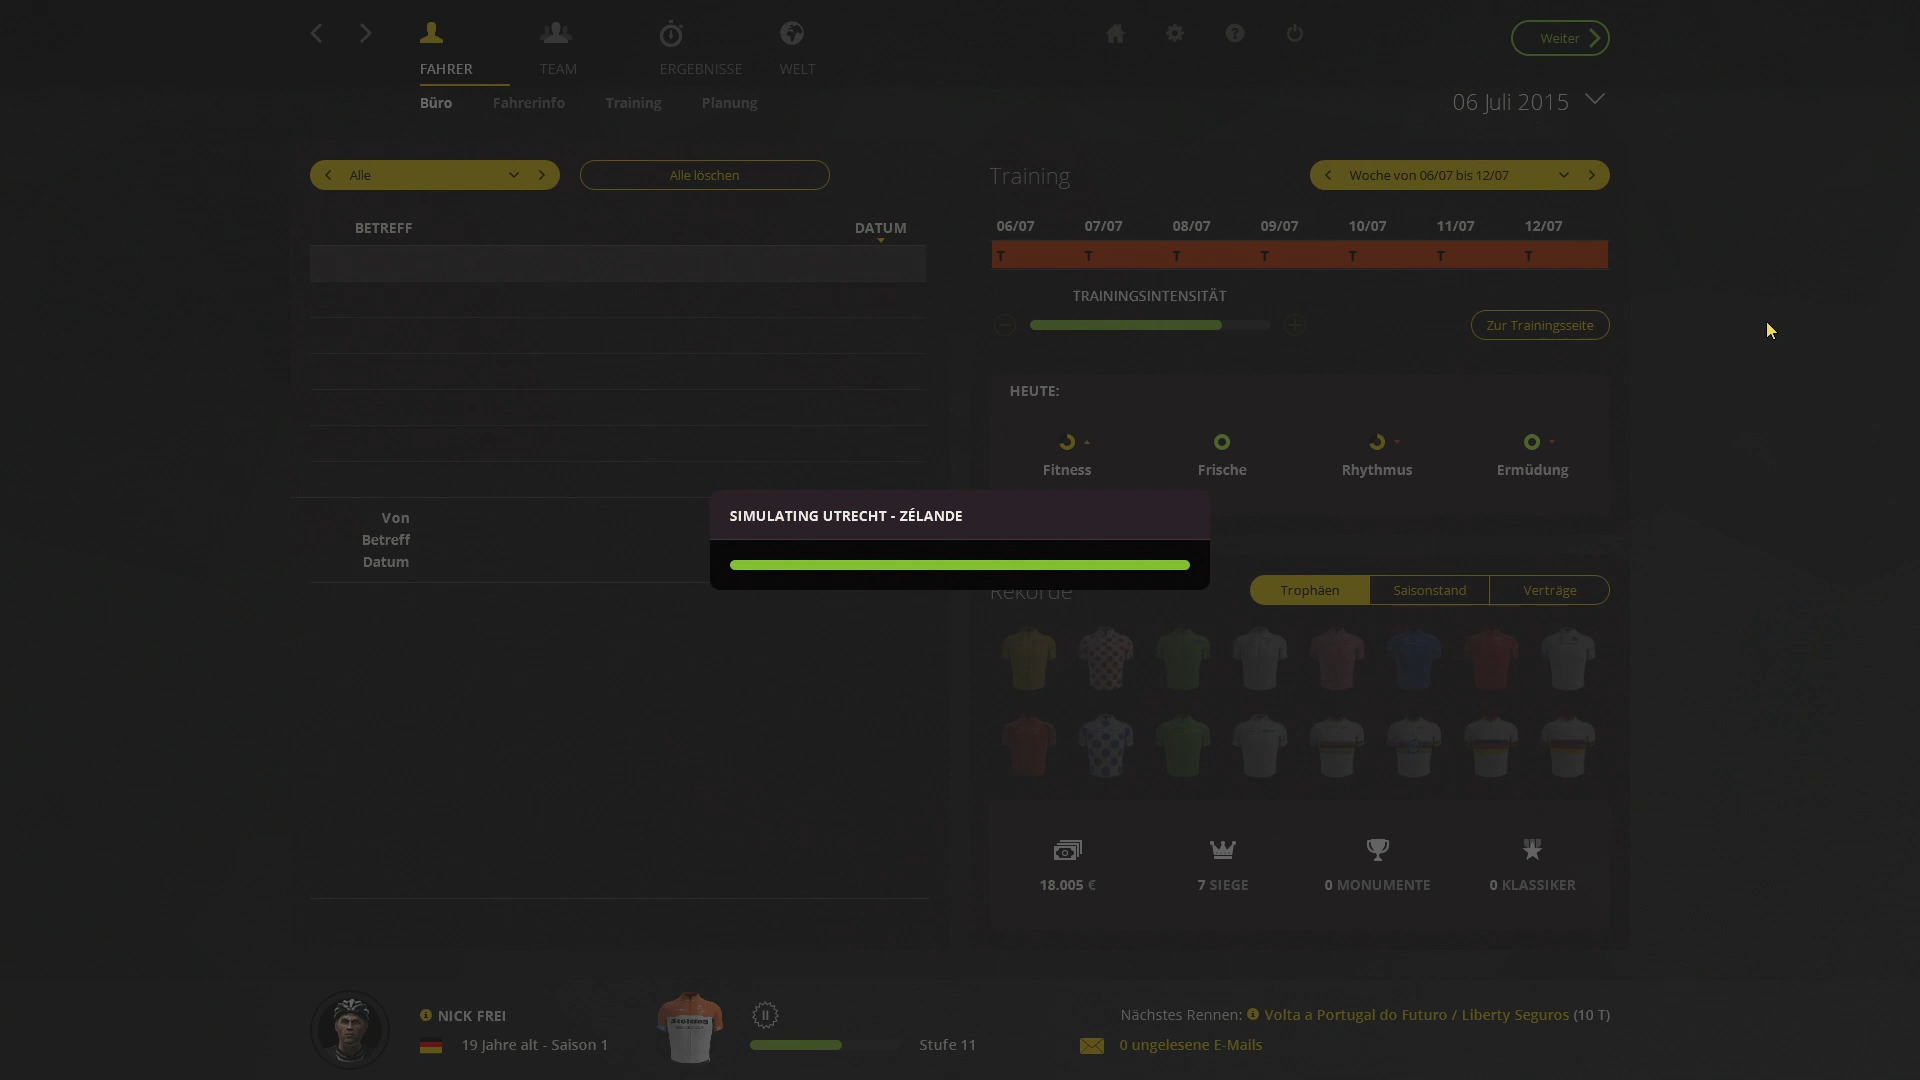 Weiter
FAHRER
TEAM
ERGEBNISSE
WELT
Büro
Fahrerinfo
Training
Planung
06 Juli 2015
Alle
Alle löschen
BETREFF
DATUM
Von
Betreff
Datum
Training
Woche von 06/07 bis 12/07
06/07 07/07 08/07 09/07 10/07 11/07 12/07
T T T T T T T
TRAININGSINTENSITÄT
Zur Trainingsseite
HEUTE:
Fitness
Frische
Rhythmus
Ermüdung
SIMULATING UTRECHT - ZÉLANDE
Rekorde
Trophäen
Saisonstand
Verträge
18.005 €
7 SIEGE
0 MONUMENTE
0 KLASSIKER
NICK FREI
19 Jahre alt - Saison 1
Stufe 11
Nächstes Rennen: Volta a Portugal do Futuro / Liberty Seguros (10 T)
0 ungelesene E-Mails